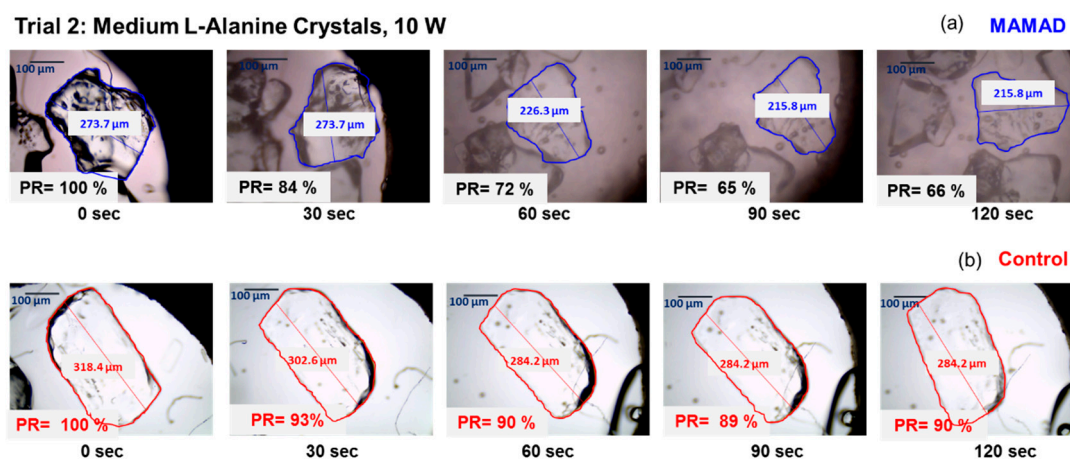 Trial 2: Medium L-Alanine Crystals, 10 W
(a) MAMAD
100 µm
273.7 µm
PR= 100 %
0 sec
100 µm
273.7 µm
PR= 84 %
30 sec
100 µm
226.3 µm
PR= 72 %
60 sec
100 µm
215.8 µm
PR= 65 %
90 sec
100 µm
215.8 µm
PR= 66 %
120 sec
(b) Control
100 µm
318.4 µm
PR= 100 %
0 sec
100 µm
302.6 µm
PR= 93%
30 sec
100 µm
284.2 µm
PR= 90 %
60 sec
100 µm
284.2 µm
PR= 89 %
90 sec
100 µm
284.2 µm
PR= 90 %
120 sec